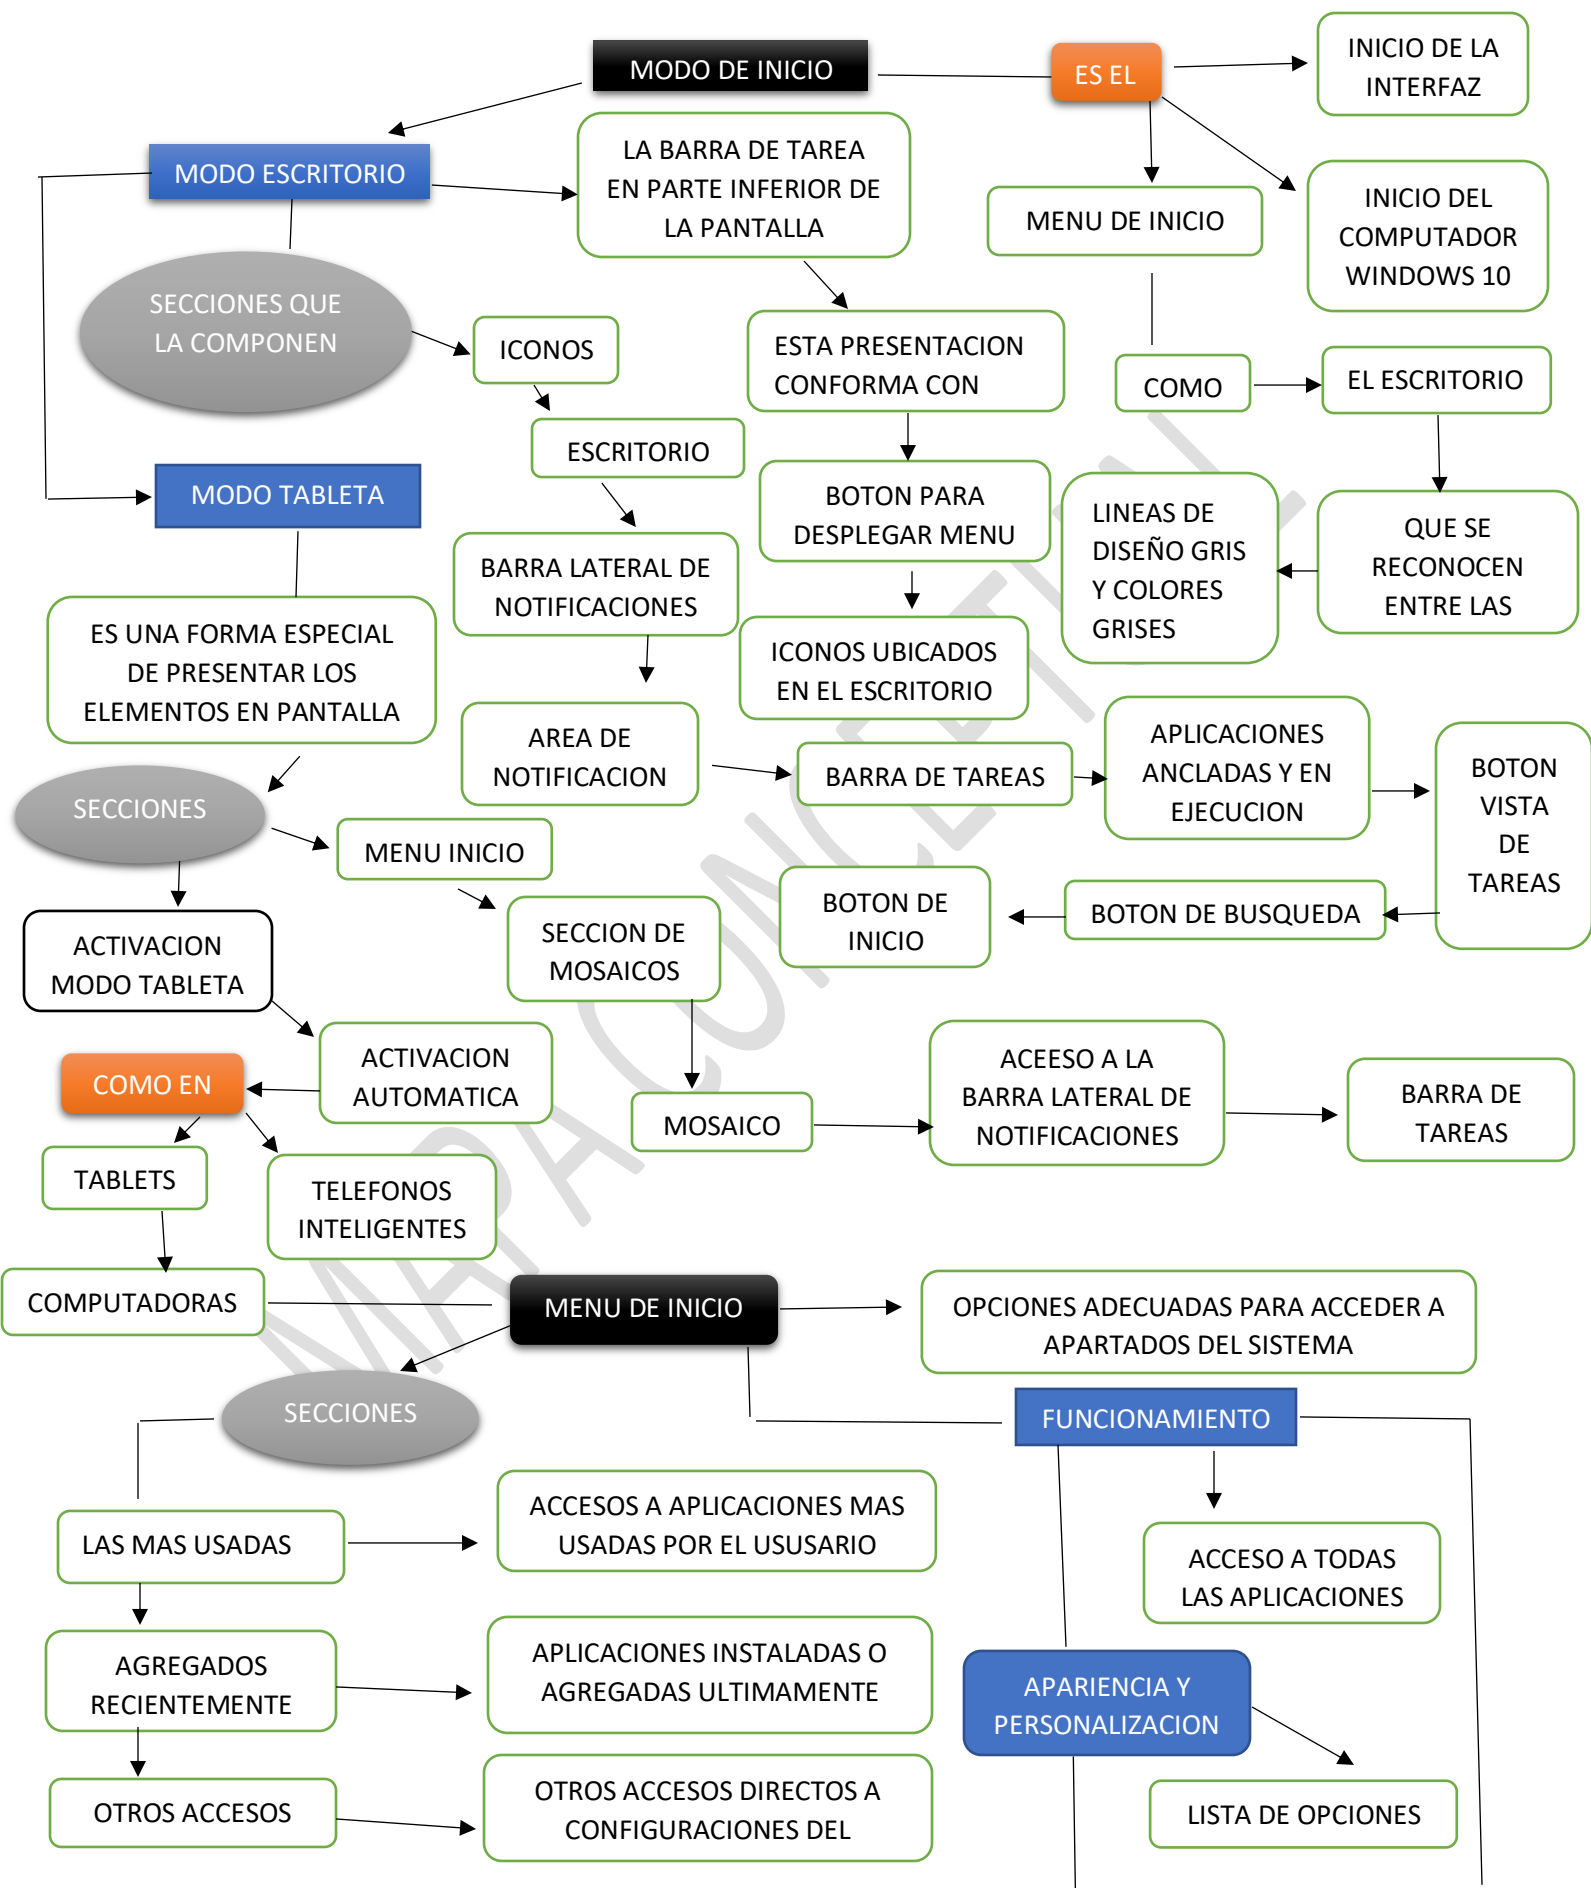 MODO DE INICIO
ES EL
INICIO DE LA
INTERFAZ
MODO ESCRITORIO
LA BARRA DE TAREA
EN PARTE INFERIOR DE
LA PANTALLA
MENU DE INICIO
INICIO DEL
COMPUTADOR
WINDOWS 10
SECCIONES QUE
LA COMPONEN
ICONOS
ESTA PRESENTACION
CONFORMA CON
COMO
EL ESCRITORIO
ESCRITORIO
MODO TABLETA
BOTON PARA
DESPLEGAR MENU
LINEAS DE
DISEÑO GRIS
Y COLORES
GRISES
QUE SE
RECONOCEN
ENTRE LAS
BARRA LATERAL DE
NOTIFICACIONES
ES UNA FORMA ESPECIAL
DE PRESENTAR LOS
ELEMENTOS EN PANTALLA
ICONOS UBICADOS
EN EL ESCRITORIO
AREA DE
NOTIFICACION
BARRA DE TAREAS
APLICACIONES
ANCLADAS Y EN
EJECUCION
BOTON
VISTA
DE
TAREAS
SECCIONES
MENU INICIO
BOTON DE
INICIO
BOTON DE BUSQUEDA
ACTIVACION
MODO TABLETA
SECCION DE
MOSAICOS
ACTIVACION
AUTOMATICA
COMO EN
MOSAICO
ACEESO A LA
BARRA LATERAL DE
NOTIFICACIONES
BARRA DE
TAREAS
TABLETS
TELEFONOS
INTELIGENTES
COMPUTADORAS
MENU DE INICIO
OPCIONES ADECUADAS PARA ACCEDER A
APARTADOS DEL SISTEMA
SECCIONES
FUNCIONAMIENTO
LAS MAS USADAS
ACCESOS A APLICACIONES MAS
USADAS POR EL USUSARIO
ACCESO A TODAS
LAS APLICACIONES
AGREGADOS
RECIENTEMENTE
APLICACIONES INSTALADAS O
AGREGADAS ULTIMAMENTE
APARIENCIA Y
PERSONALIZACION
OTROS ACCESOS
OTROS ACCESOS DIRECTOS A
CONFIGURACIONES DEL
LISTA DE OPCIONES